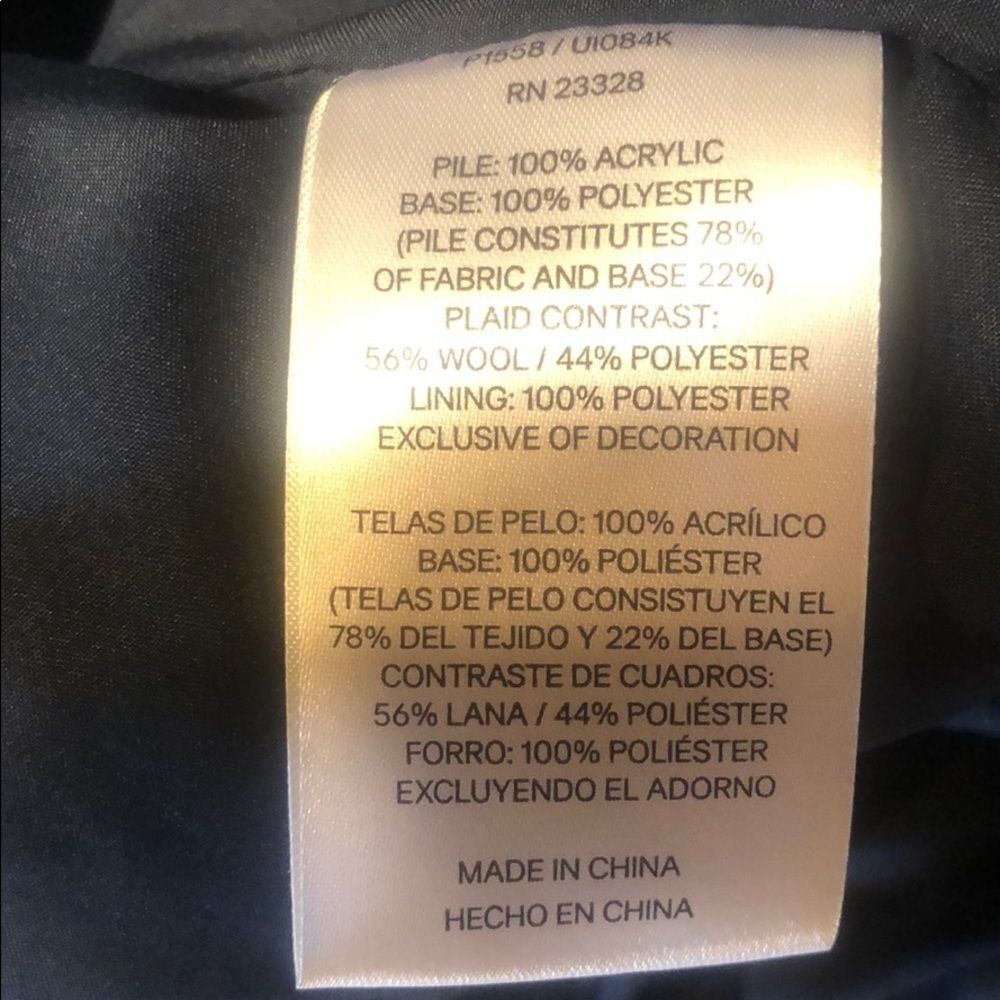 P1558 / U1084K
RN 23328
PILE: 100% ACRYLIC
BASE: 100% POLYESTER
(PILE CONSTITUTES 78%
OF FABRIC AND BASE 22%)
PLAID CONTRAST:
56% WOOL / 44% POLYESTER
LINING: 100% POLYESTER
EXCLUSIVE OF DECORATION
TELAS DE PELO: 100% ACRÍLICO
BASE: 100% POLIÉSTER
(TELAS DE PELO CONSISTUYEN EL
78% DEL TEJIDO Y 22% DEL BASE)
CONTRASTE DE CUADROS:
56% LANA / 44% POLIÉSTER
FORRO: 100% POLIÉSTER
EXCLUYENDO EL ADORNO
MADE IN CHINA
HECHO EN CHINA